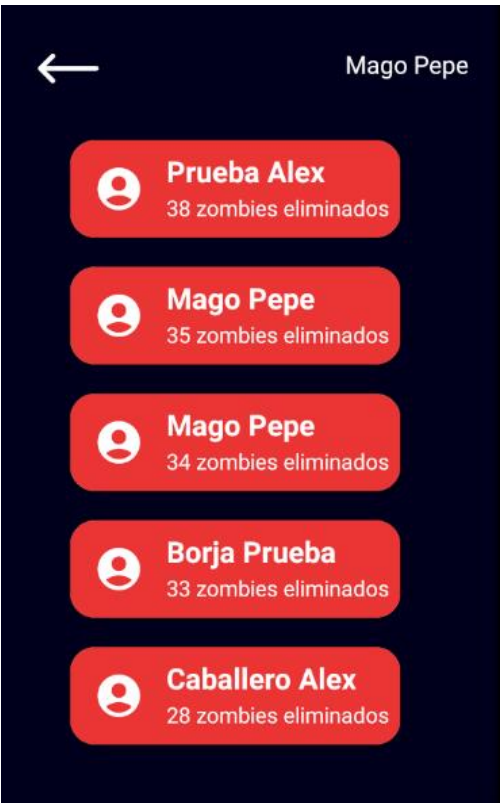 Mago Pepe
Prueba Alex
38 zombies eliminados
Mago Pepe
35 zombies eliminados
Mago Pepe
34 zombies eliminados
Borja Prueba
33 zombies eliminados
Caballero Alex
28 zombies eliminados